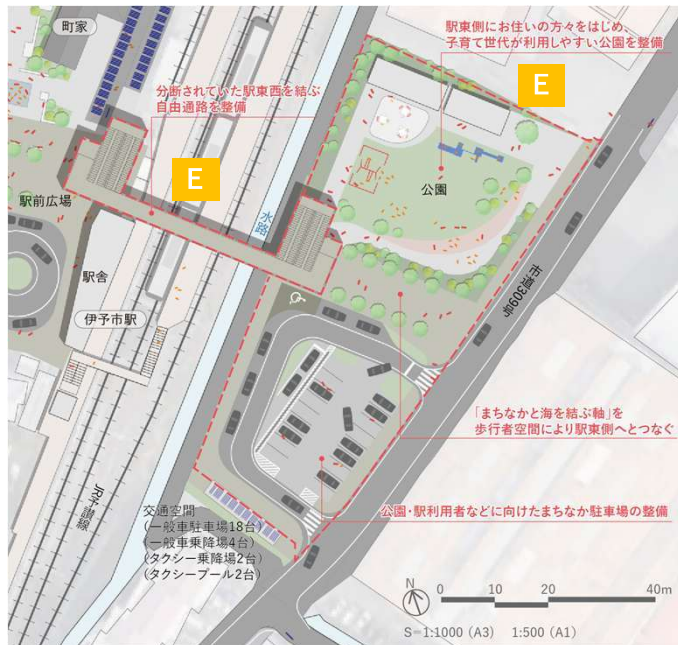 町家
駅東側にお住いの方々をはじめ、
子育て世代が利用しやすい公園を整備
E
分断されていた駅東西を結ぶ
自由通路を整備
E
公園
駅前広場
水路
駅舎
市道309号
伊予市駅
「まちなかと海を結ぶ軸」を
歩行者空間により駅東側へとつなぐ
JR予讃線
公園・駅利用者などに向けたまちなか駐車場の整備
交通空間
(一般車駐車場18台)
(一般車乗降場4台)
(タクシー乗降場2台)
(タクシープール2台)
N
0 10 20 40m
S=1:1000 (A3) 1:500 (A1)